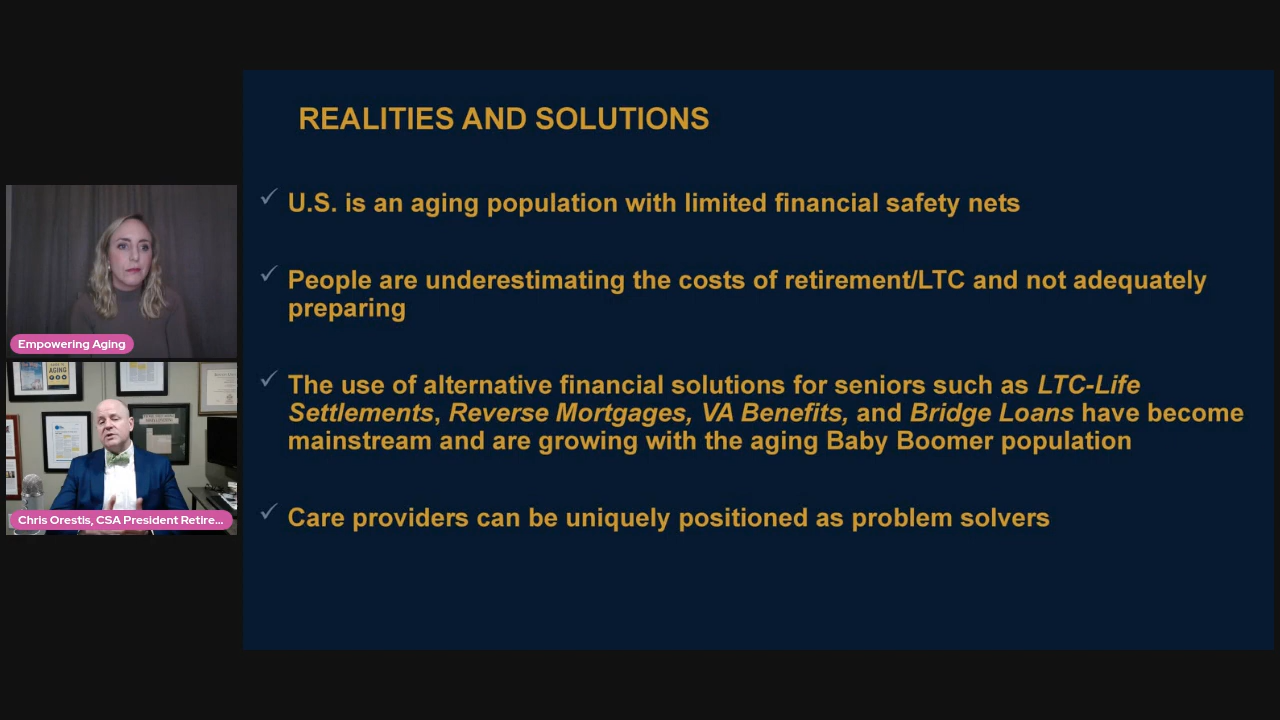 REALITIES AND SOLUTIONS
U.S. is an aging population with limited financial safety nets
People are underestimating the costs of retirement/LTC and not adequately
preparing
The use of alternative financial solutions for seniors such as LTC-Life
Settlements, Reverse Mortgages, VA Benefits, and Bridge Loans have become
mainstream and are growing with the aging Baby Boomer population
Care providers can be uniquely positioned as problem solvers
Empowering Aging
AGING
Chris Orestis, CSA President Retire...